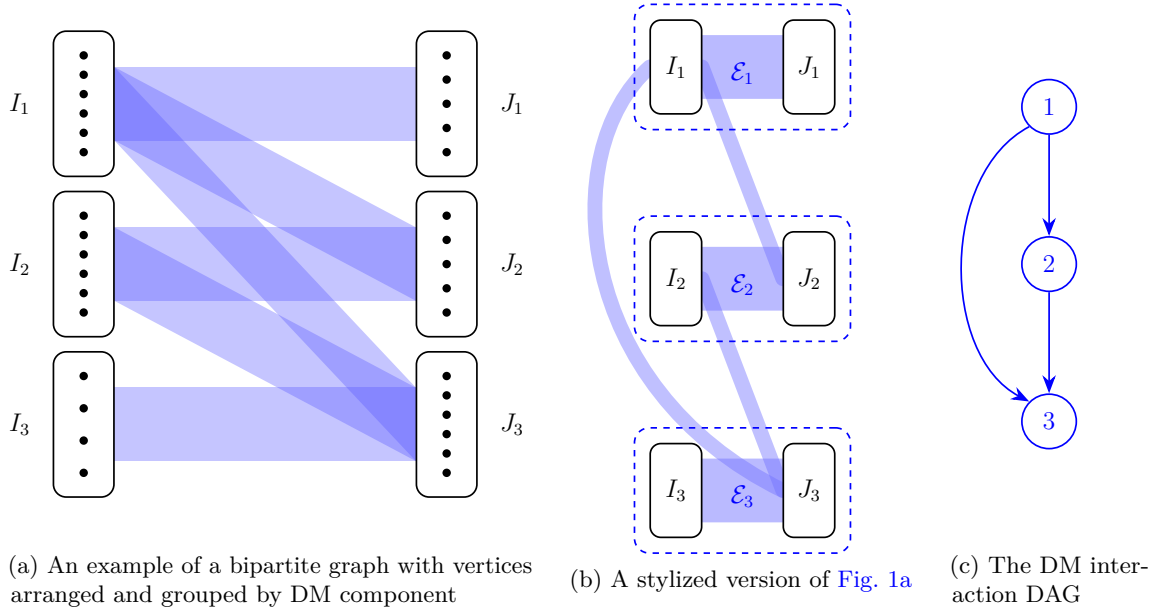 I₁
J₁
I₂
J₂
I₃
J₃
(a) An example of a bipartite graph with vertices
arranged and grouped by DM component
I₁ ℰ₁ J₁
I₂ ℰ₂ J₂
I₃ ℰ₃ J₃
(b) A stylized version of Fig. 1a
1
2
3
(c) The DM inter-
action DAG